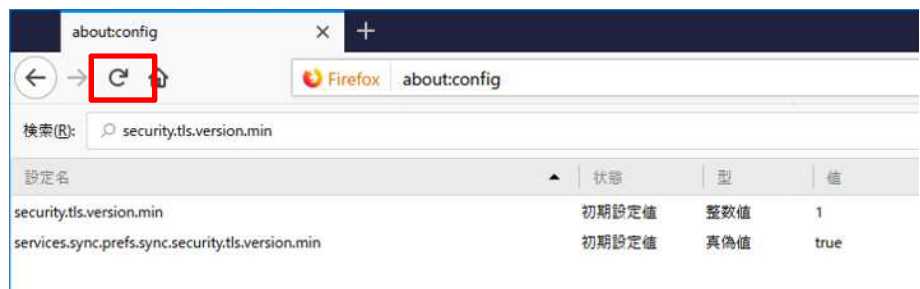 about:config
Firefox about:config
検索(R): security.tls.version.min
設定名 状態 型 値
security.tls.version.min 初期設定値 整数値 1
services.sync.prefs.sync.security.tls.version.min 初期設定値 真偽値 true